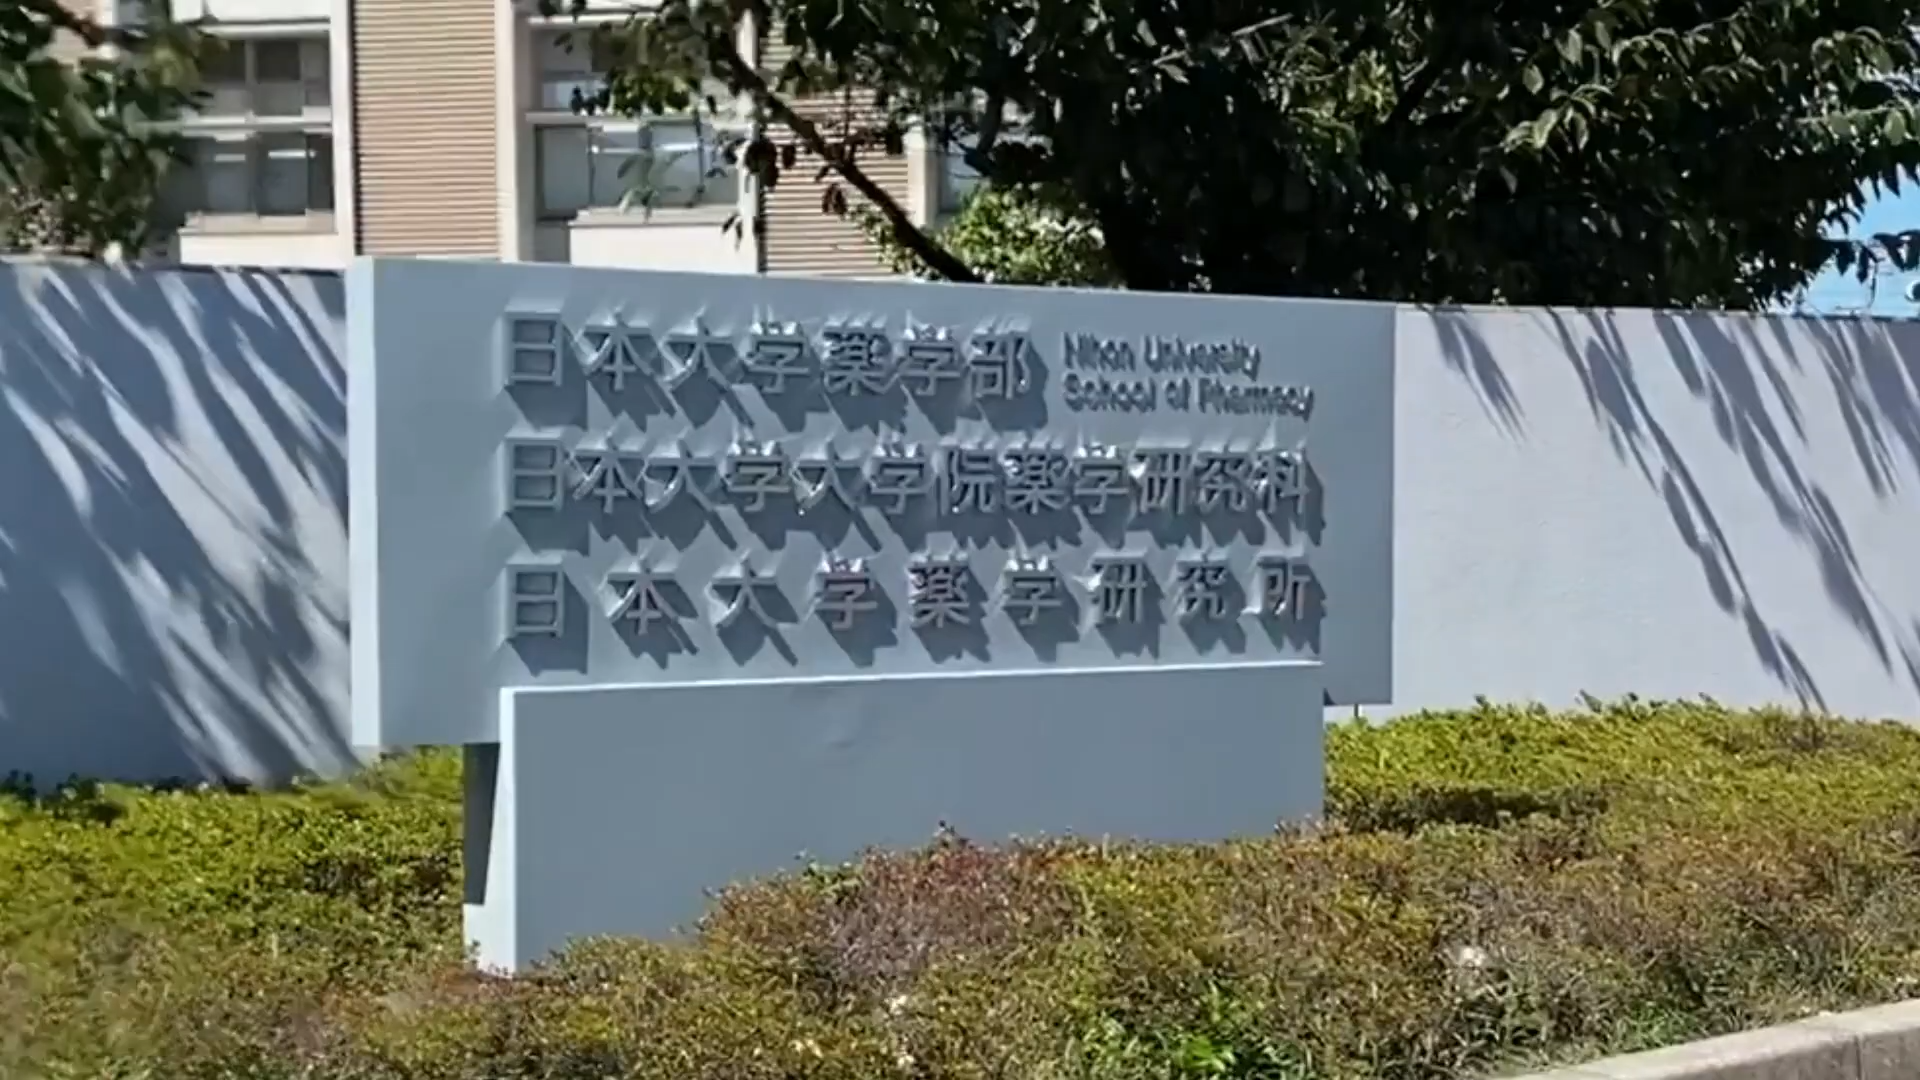 日本大学薬学部
Nihon University
School of Pharmacy
日本大学大学院薬学研究科
日本大学薬学研究所